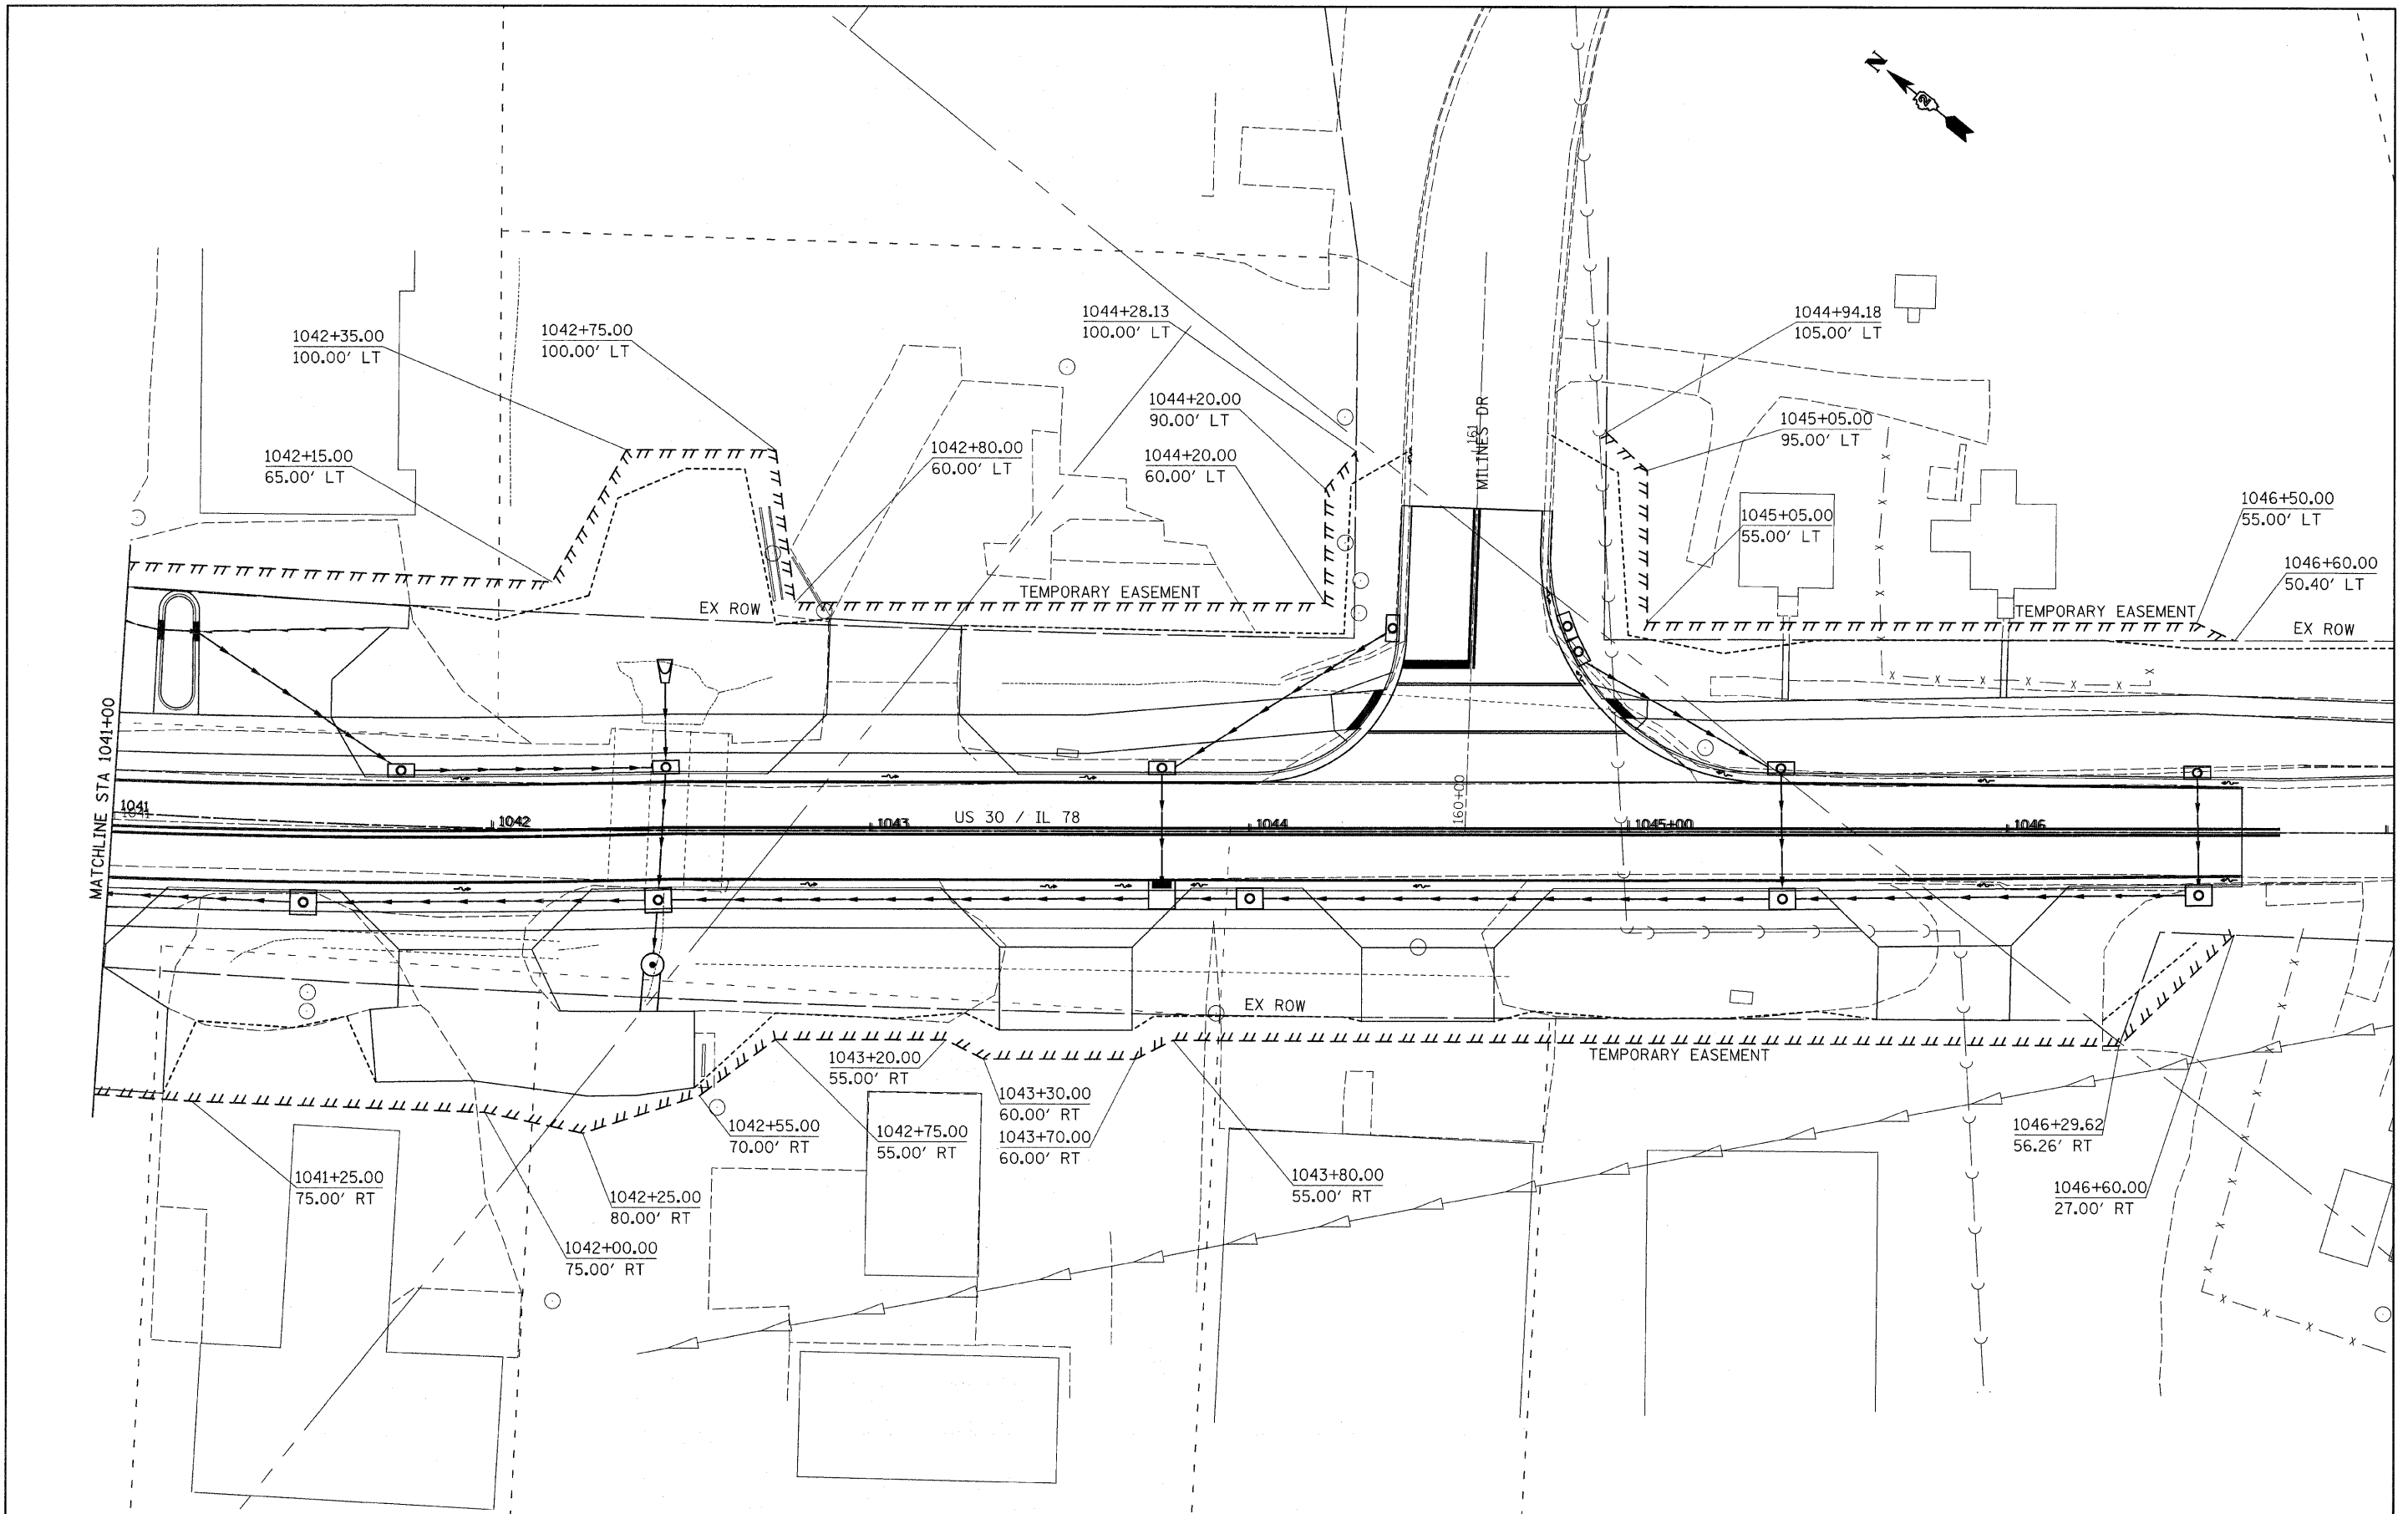 N
2
1042+35.00
100.00' LT
1042+75.00
100.00' LT
1044+28.13
100.00' LT
1044+94.18
105.00' LT
1042+15.00
65.00' LT
1042+80.00
60.00' LT
1044+20.00
90.00' LT
1044+20.00
60.00' LT
1045+05.00
95.00' LT
1045+05.00
55.00' LT
1046+50.00
55.00' LT
1046+60.00
50.40' LT
161
MILINES DR
160+00
EX ROW
TEMPORARY EASEMENT
TEMPORARY EASEMENT
EX ROW
MATCHLINE STA 1041+00
1041
1041
1042
1043
US 30 / IL 78
1044
1045+00
1046
EX ROW
TEMPORARY EASEMENT
1043+20.00
55.00' RT
1043+30.00
60.00' RT
1043+70.00
60.00' RT
1042+55.00
70.00' RT
1042+75.00
55.00' RT
1041+25.00
75.00' RT
1042+25.00
80.00' RT
1042+00.00
75.00' RT
1043+80.00
55.00' RT
1046+29.62
56.26' RT
1046+60.00
27.00' RT